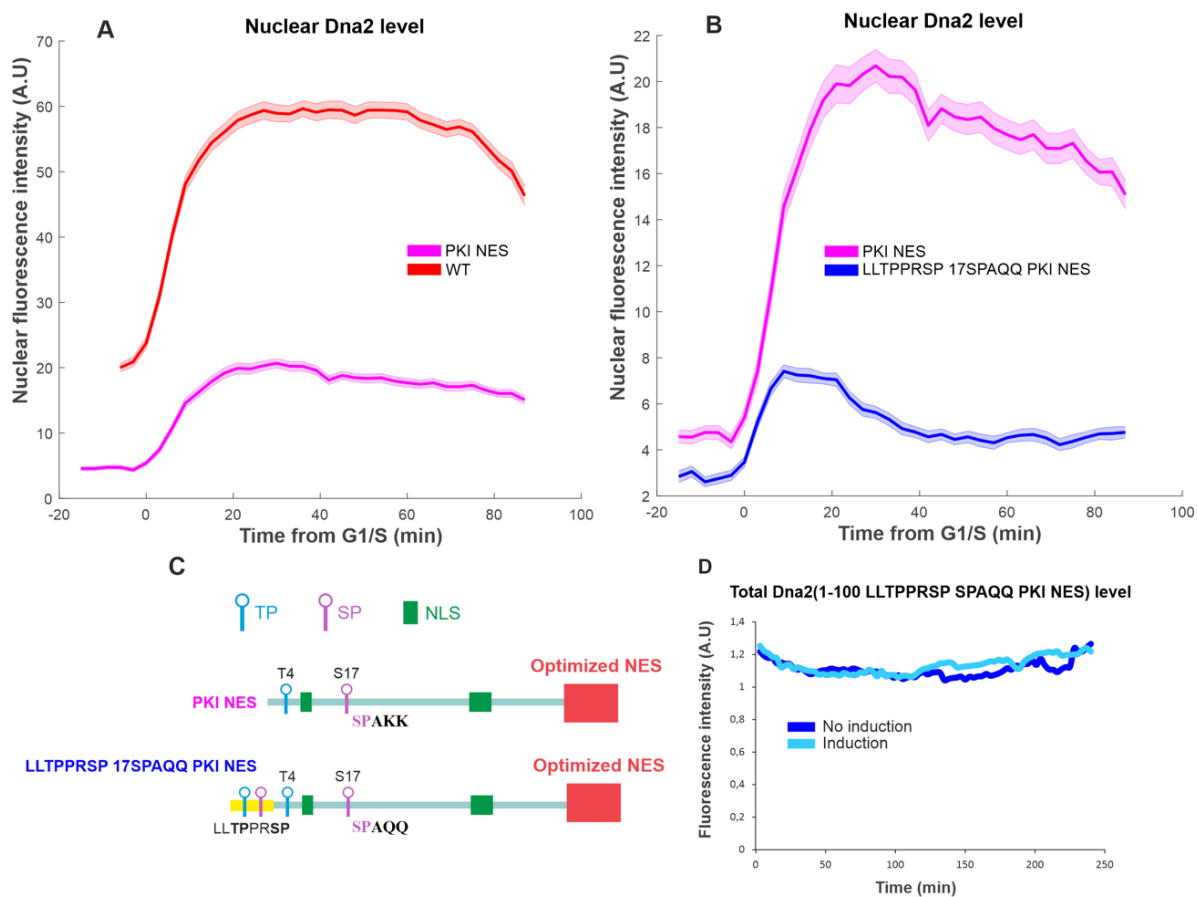 A
Nuclear Dna2 level
Nuclear fluorescence intensity (A.U)
70
60
50
40
30
20
10
0
-20
0
20
40
60
80
100
Time from G1/S (min)
PKI NES
WT
B
Nuclear Dna2 level
Nuclear fluorescence intensity (A.U)
22
20
18
16
14
12
10
8
6
4
2
-20
0
20
40
60
80
100
Time from G1/S (min)
PKI NES
LLTPPRSP 17SPAQQ PKI NES
C
TP
SP
NLS
Optimized NES
T4
S17
PKI NES
SPAKK
LLTPPRSP 17SPAQQ PKI NES
Optimized NES
T4
S17
LLTPPRSP
SPAQQ
D
Total Dna2(1-100 LLTPPRSP SPAQQ PKI NES) level
Fluorescence intensity (A.U)
1,4
1,2
1
0,8
0,6
0,4
0,2
0
0
50
100
150
200
250
Time (min)
No induction
Induction